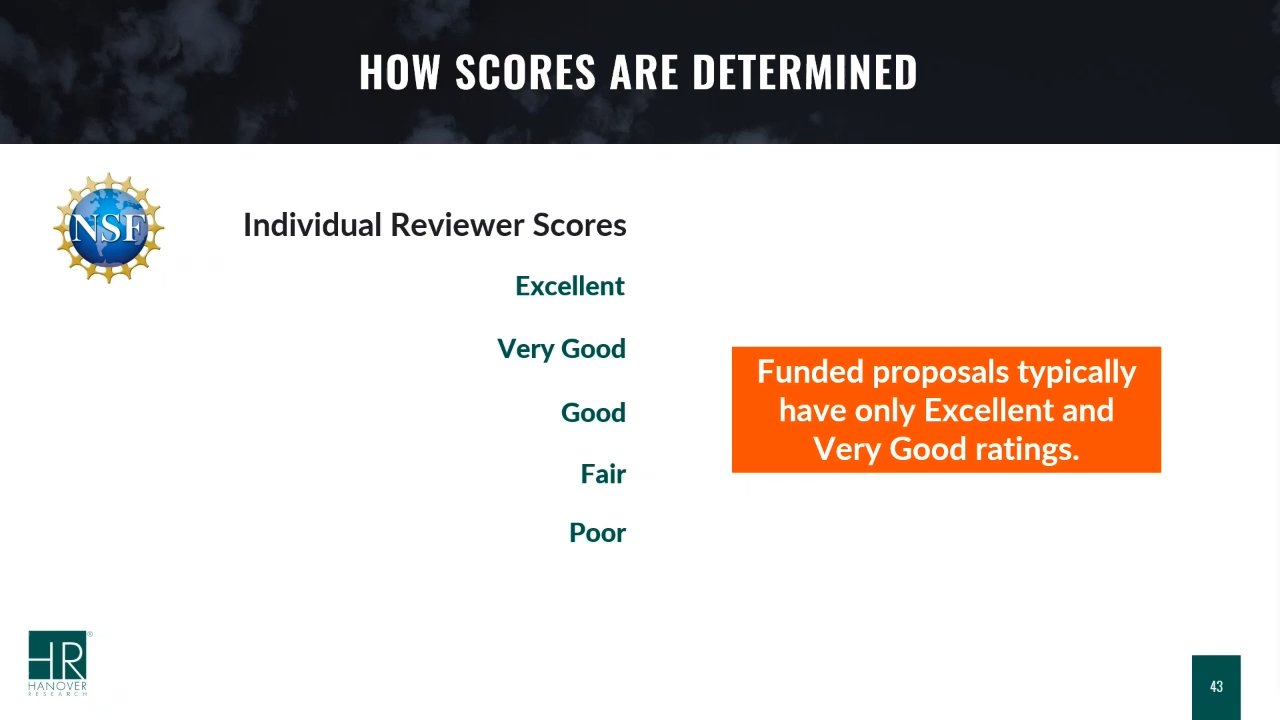 HOW SCORES ARE DETERMINED
NSF
Individual Reviewer Scores
Excellent
Very Good
Good
Fair
Poor
Funded proposals typically
have only Excellent and
Very Good ratings.
HR®
HANOVER
RESEARCH
43